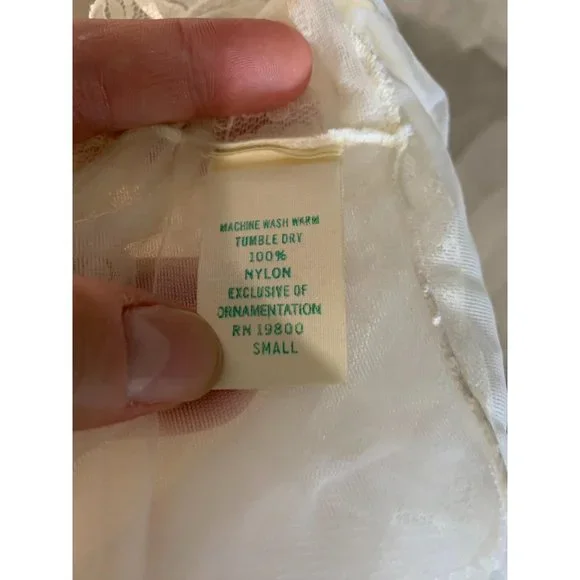 MACHINE WASH WARM
TUMBLE DRY
100%
NYLON
EXCLUSIVE OF
ORNAMENTATION
RN 19800
SMALL